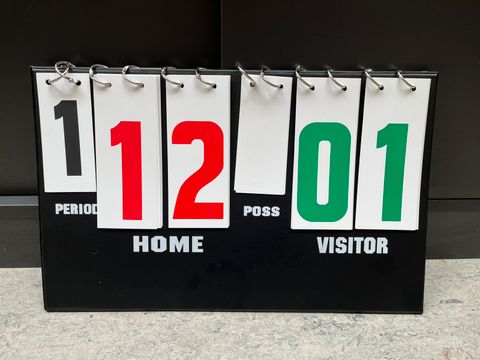 1 12 01
PERIOD POSS
HOME VISITOR